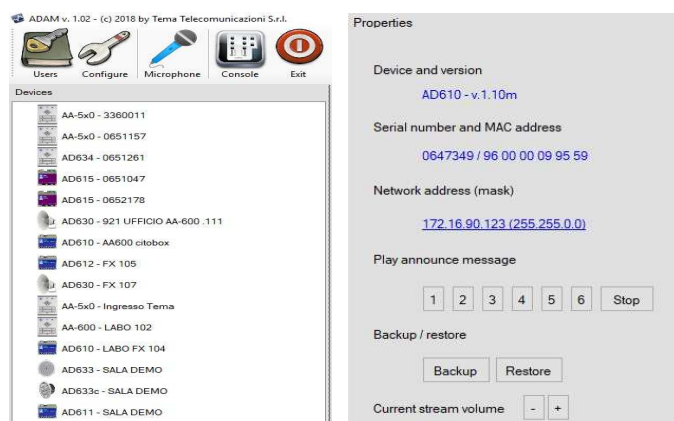 ADAM v. 1.02 - (c) 2018 by Tema Telecomunicazioni S.r.l.
Users Configure Microphone Console Exit
Devices
AA-5x0 - 3360011
AA-5x0 - 0651157
AD634 - 0651261
AD615 - 0651047
AD615 - 0652178
AD630 - 921 UFFICIO AA-600 .111
AD610 - AA600 citobox
AD612 - FX 105
AD630 - FX 107
AA-5x0 - Ingresso Tema
AA-600 - LABO 102
AD610 - LABO FX 104
AD633 - SALA DEMO
AD633c - SALA DEMO
AD611 - SALA DEMO
Properties
Device and version
AD610 - v.1.10m
Serial number and MAC address
0647349 / 96 00 00 09 95 59
Network address (mask)
172.16.90.123 (255.255.0.0)
Play announce message
1 2 3 4 5 6 Stop
Backup / restore
Backup Restore
Current stream volume - +